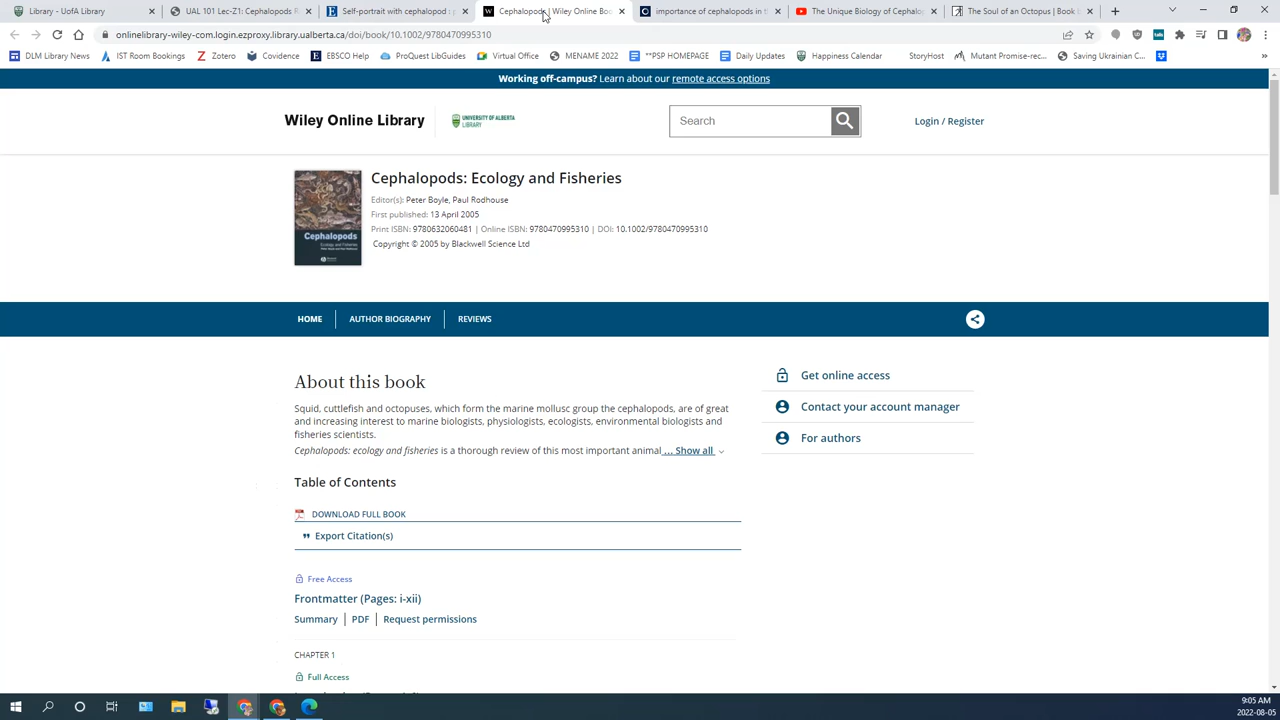 Library - UofA Library
UAL 101 Lec-Z1: Google Docs
Self-portrait with cephalopod : p
Cephalopods | Wiley Online Boo
importance of cephalopods in t
The Unique Biology of Cephalo
The Soul of an Octopus | Book b
onlinelibrary-wiley-com.login.ezproxy.library.ualberta.ca/doi/book/10.1002/9780470995310
DLM Library News
IST Room Bookings
Zotero
Covidence
EBSCO Help
ProQuest LibGuides
Virtual Office
MENAME 2022
**PSP HOMEPAGE
Daily Updates
Happiness Calendar
StoryHost
Mutant Promise-rec...
Saving Ukrainian C...
Working off-campus? Learn about our remote access options
Wiley Online Library
UNIVERSITY OF ALBERTA
LIBRARY
Search
Login / Register
Cephalopods: Ecology and Fisheries
Editor(s): Peter Boyle, Paul Rodhouse
First published: 13 April 2005
Print ISBN: 9780632060481 | Online ISBN: 9780470995310 | DOI: 10.1002/9780470995310
Copyright © 2005 by Blackwell Science Ltd
Cephalopods
HOME
AUTHOR BIOGRAPHY
REVIEWS
About this book
Squid, cuttlefish and octopuses, which form the marine mollusc group the cephalopods, are of great
and increasing interest to marine biologists, physiologists, ecologists, environmental biologists and
fisheries scientists.
Cephalopods: ecology and fisheries is a thorough review of this most important animal ... Show all
Get online access
Contact your account manager
For authors
Table of Contents
DOWNLOAD FULL BOOK
Export Citation(s)
Free Access
Frontmatter (Pages: i-xii)
Summary | PDF | Request permissions
CHAPTER 1
Full Access
9:05 AM
2022-08-05